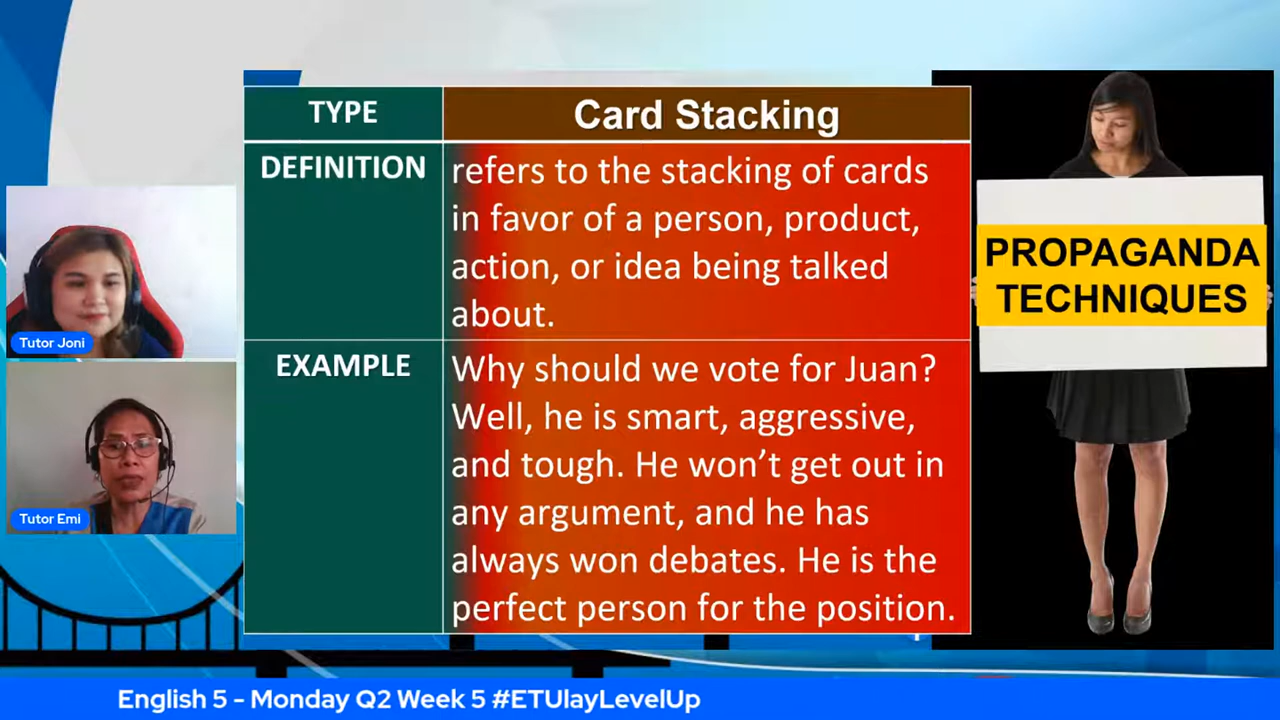 TYPE
Card Stacking
DEFINITION
refers to the stacking of cards
in favor of a person, product,
action, or idea being talked
about.
EXAMPLE
Why should we vote for Juan?
Well, he is smart, aggressive,
and tough. He won’t get out in
any argument, and he has
always won debates. He is the
perfect person for the position.
PROPAGANDA
TECHNIQUES
Tutor Joni
Tutor Emi
English 5 - Monday Q2 Week 5 #ETUlayLevelUp